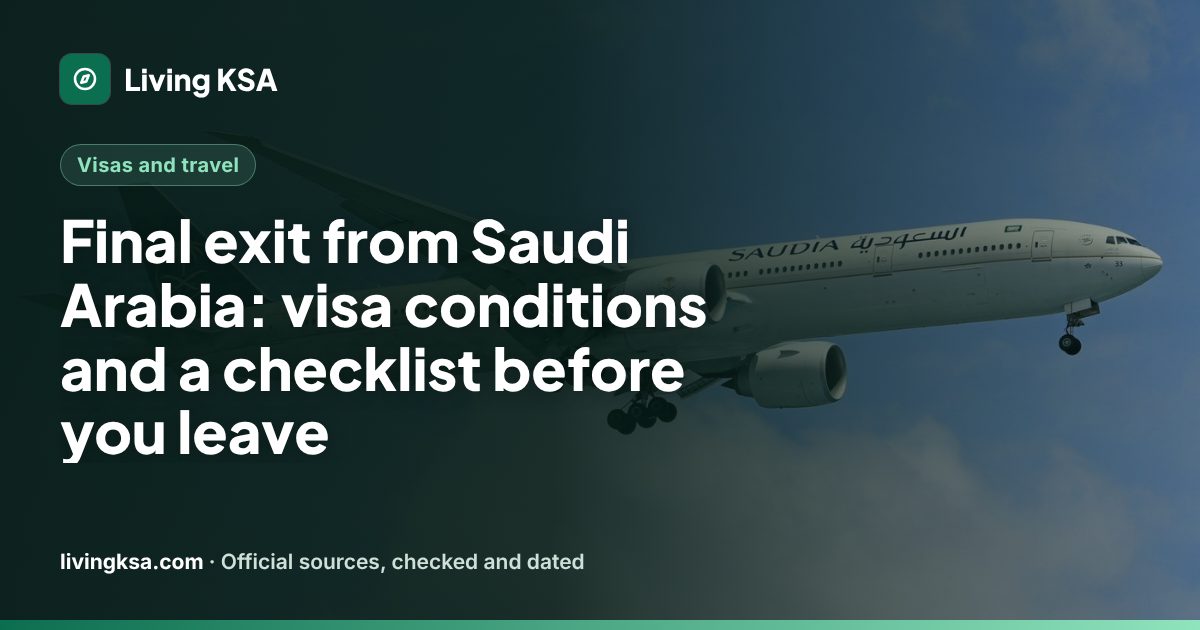 Living KSA
Visas and travel
Final exit from Saudi
Arabia: visa conditions
and a checklist before
you leave
SAUDIA السعودية
33
livingksa.com · Official sources, checked and dated